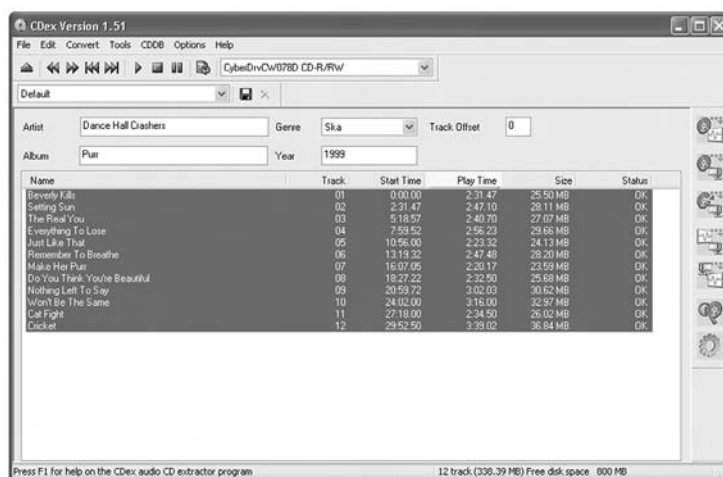 CDex Version 1.51
File Edit Convert Tools CDDB Options Help
CyberDrvCW078D CD-R/RW
Default
Artist Dance Hall Crashers Genre Ska Track Offset 0
Album Purr Year 1999
Name Track Start Time Play Time Size Status
Beverly Kills 01 0:00.00 2:31.47 25.50 MB OK
Setting Sun 02 2:31.47 2:47.10 28.11 MB OK
The Real You 03 5:18.57 2:40.70 27.07 MB OK
Everything To Lose 04 7:59.52 2:56.23 29.66 MB OK
Just Like That 05 10:56.00 2:23.32 24.13 MB OK
Remember To Breathe 06 13:19.32 2:47.48 28.20 MB OK
Make Her Purr 07 16:07.05 2:20.17 23.59 MB OK
Do You Think You're Beautiful 08 18:27.22 2:32.50 25.68 MB OK
Nothing Left To Say 09 20:59.72 3:02.03 30.62 MB OK
Won't Be The Same 10 24:02.00 3:16.00 32.97 MB OK
Cat Fight 11 27:18.00 2:34.50 26.02 MB OK
Cricket 12 29:52.50 3:39.02 36.84 MB OK
Press F1 for help on the CDex audio CD extractor program 12 track (338.39 MB) Free disk space 800 MB